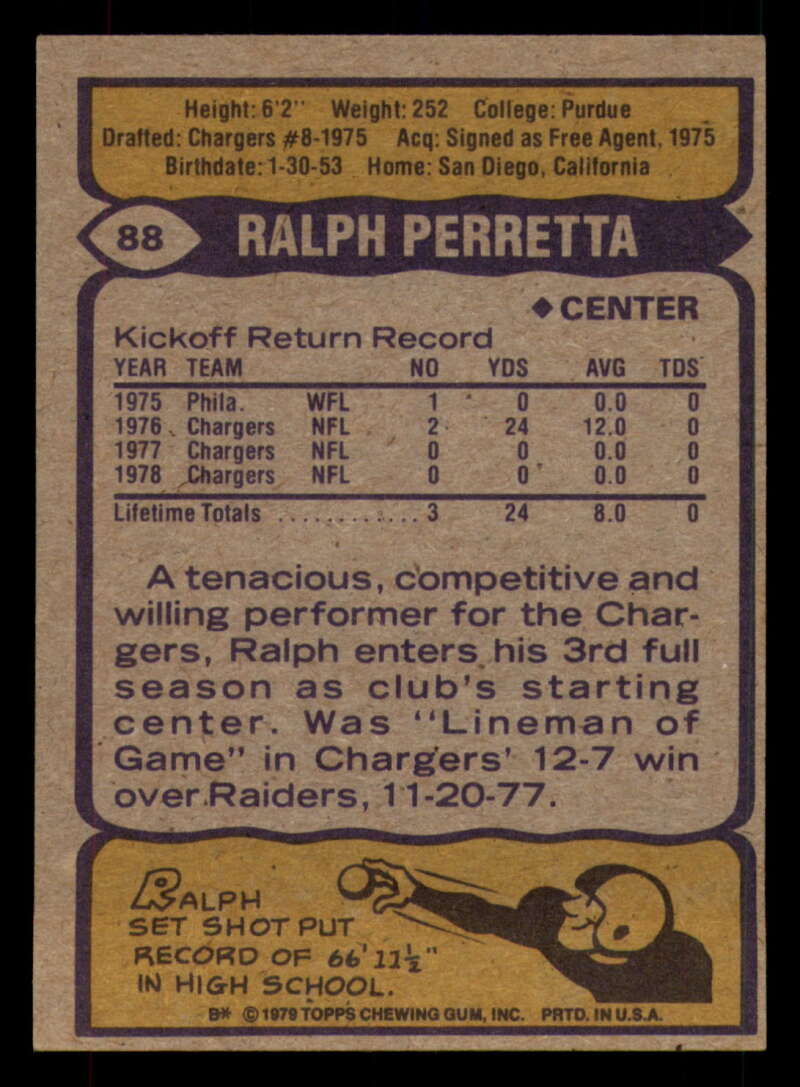 Height: 6'2" Weight: 252 College: Purdue
Drafted: Chargers #8-1975 Acq: Signed as Free Agent, 1975
Birthdate: 1-30-53 Home: San Diego, California
88 RALPH PERRETTA
◆ CENTER
Kickoff Return Record
YEAR TEAM NO YDS AVG TDS
1975 Phila. WFL 1 0 0.0 0
1976 Chargers NFL 2 24 12.0 0
1977 Chargers NFL 0 0 0.0 0
1978 Chargers NFL 0 0 0.0 0
Lifetime Totals ............ 3 24 8.0 0
A tenacious, competitive and
willing performer for the Char-
gers, Ralph enters his 3rd full
season as club's starting
center. Was "Lineman of
Game" in Chargers' 12-7 win
over Raiders, 11-20-77.
RALPH
SET SHOT PUT
RECORD OF 66' 11½"
IN HIGH SCHOOL.
B* © 1979 TOPPS CHEWING GUM, INC. PRTD. IN U.S.A.